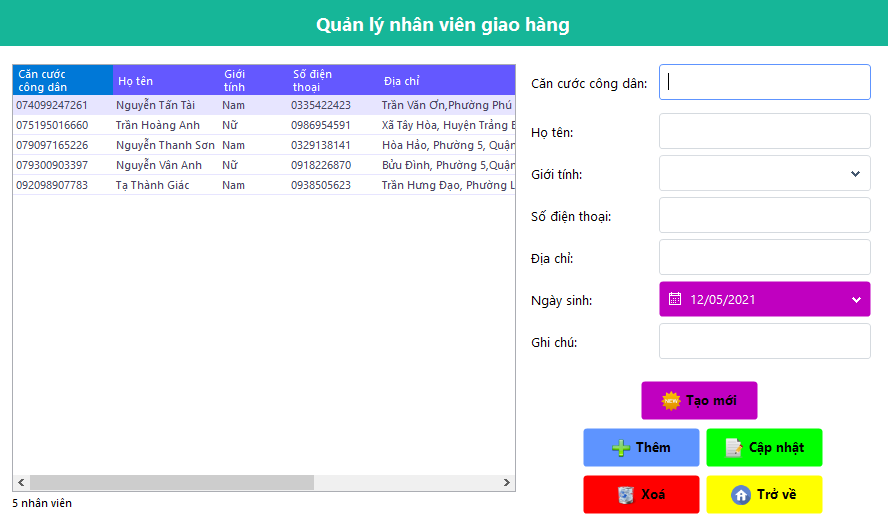 Quản lý nhân viên giao hàng
Căn cước công dân Họ tên Giới tính Số điện thoại Địa chỉ
074099247261 Nguyễn Tấn Tài Nam 0335422423 Trần Văn Ơn,Phường Phú
075195016660 Trần Hoàng Anh Nữ 0986954591 Xã Tây Hòa, Huyện Trảng
079097165226 Nguyễn Thanh Sơn Nam 0329138141 Hòa Hảo, Phường 5, Quận
079300903397 Nguyễn Vân Anh Nữ 0918226870 Bửu Đình, Phường 5,Quận
092098907783 Tạ Thành Giác Nam 0938505623 Trần Hưng Đạo, Phường L
5 nhân viên
Căn cước công dân:
Họ tên:
Giới tính:
Số điện thoại:
Địa chỉ:
Ngày sinh: 12/05/2021
Ghi chú:
Tạo mới
Thêm Cập nhật
Xoá Trở về